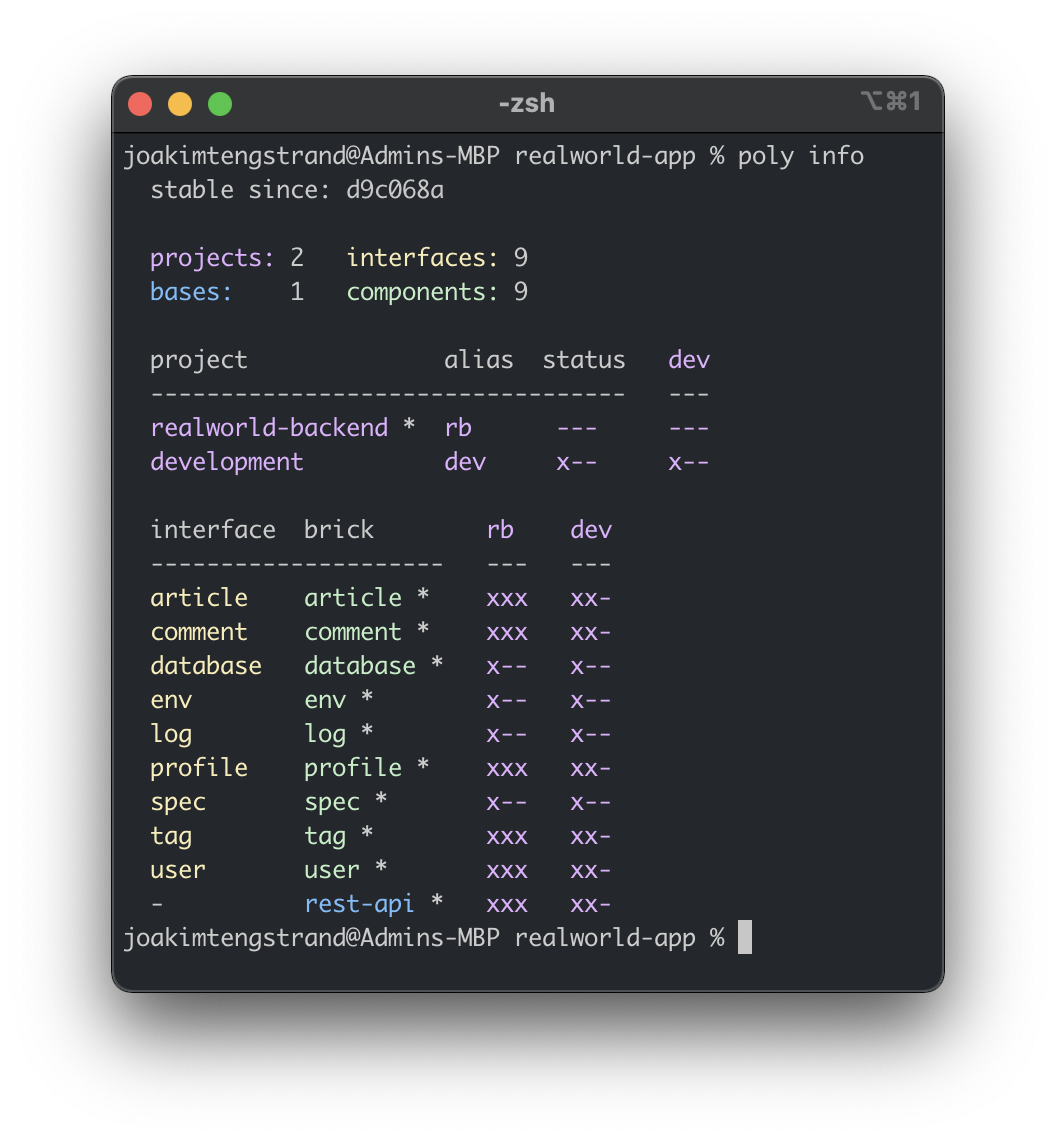 -zsh ⌥⌘1
joakimtengstrand@Admins-MBP realworld-app % poly info
  stable since: d9c068a

  projects: 2   interfaces: 9
  bases:    1   components: 9

  project              alias  status   dev
  ----------------------------------   ---
  realworld-backend *  rb      ---     ---
  development          dev     x--     x--

  interface  brick        rb    dev
  ---------------------   ---   ---
  article    article *    xxx   xx-
  comment    comment *    xxx   xx-
  database   database *   x--   x--
  env        env *        x--   x--
  log        log *        x--   x--
  profile    profile *    xxx   xx-
  spec       spec *       x--   x--
  tag        tag *        xxx   xx-
  user       user *       xxx   xx-
  -          rest-api *   xxx   xx-
joakimtengstrand@Admins-MBP realworld-app %